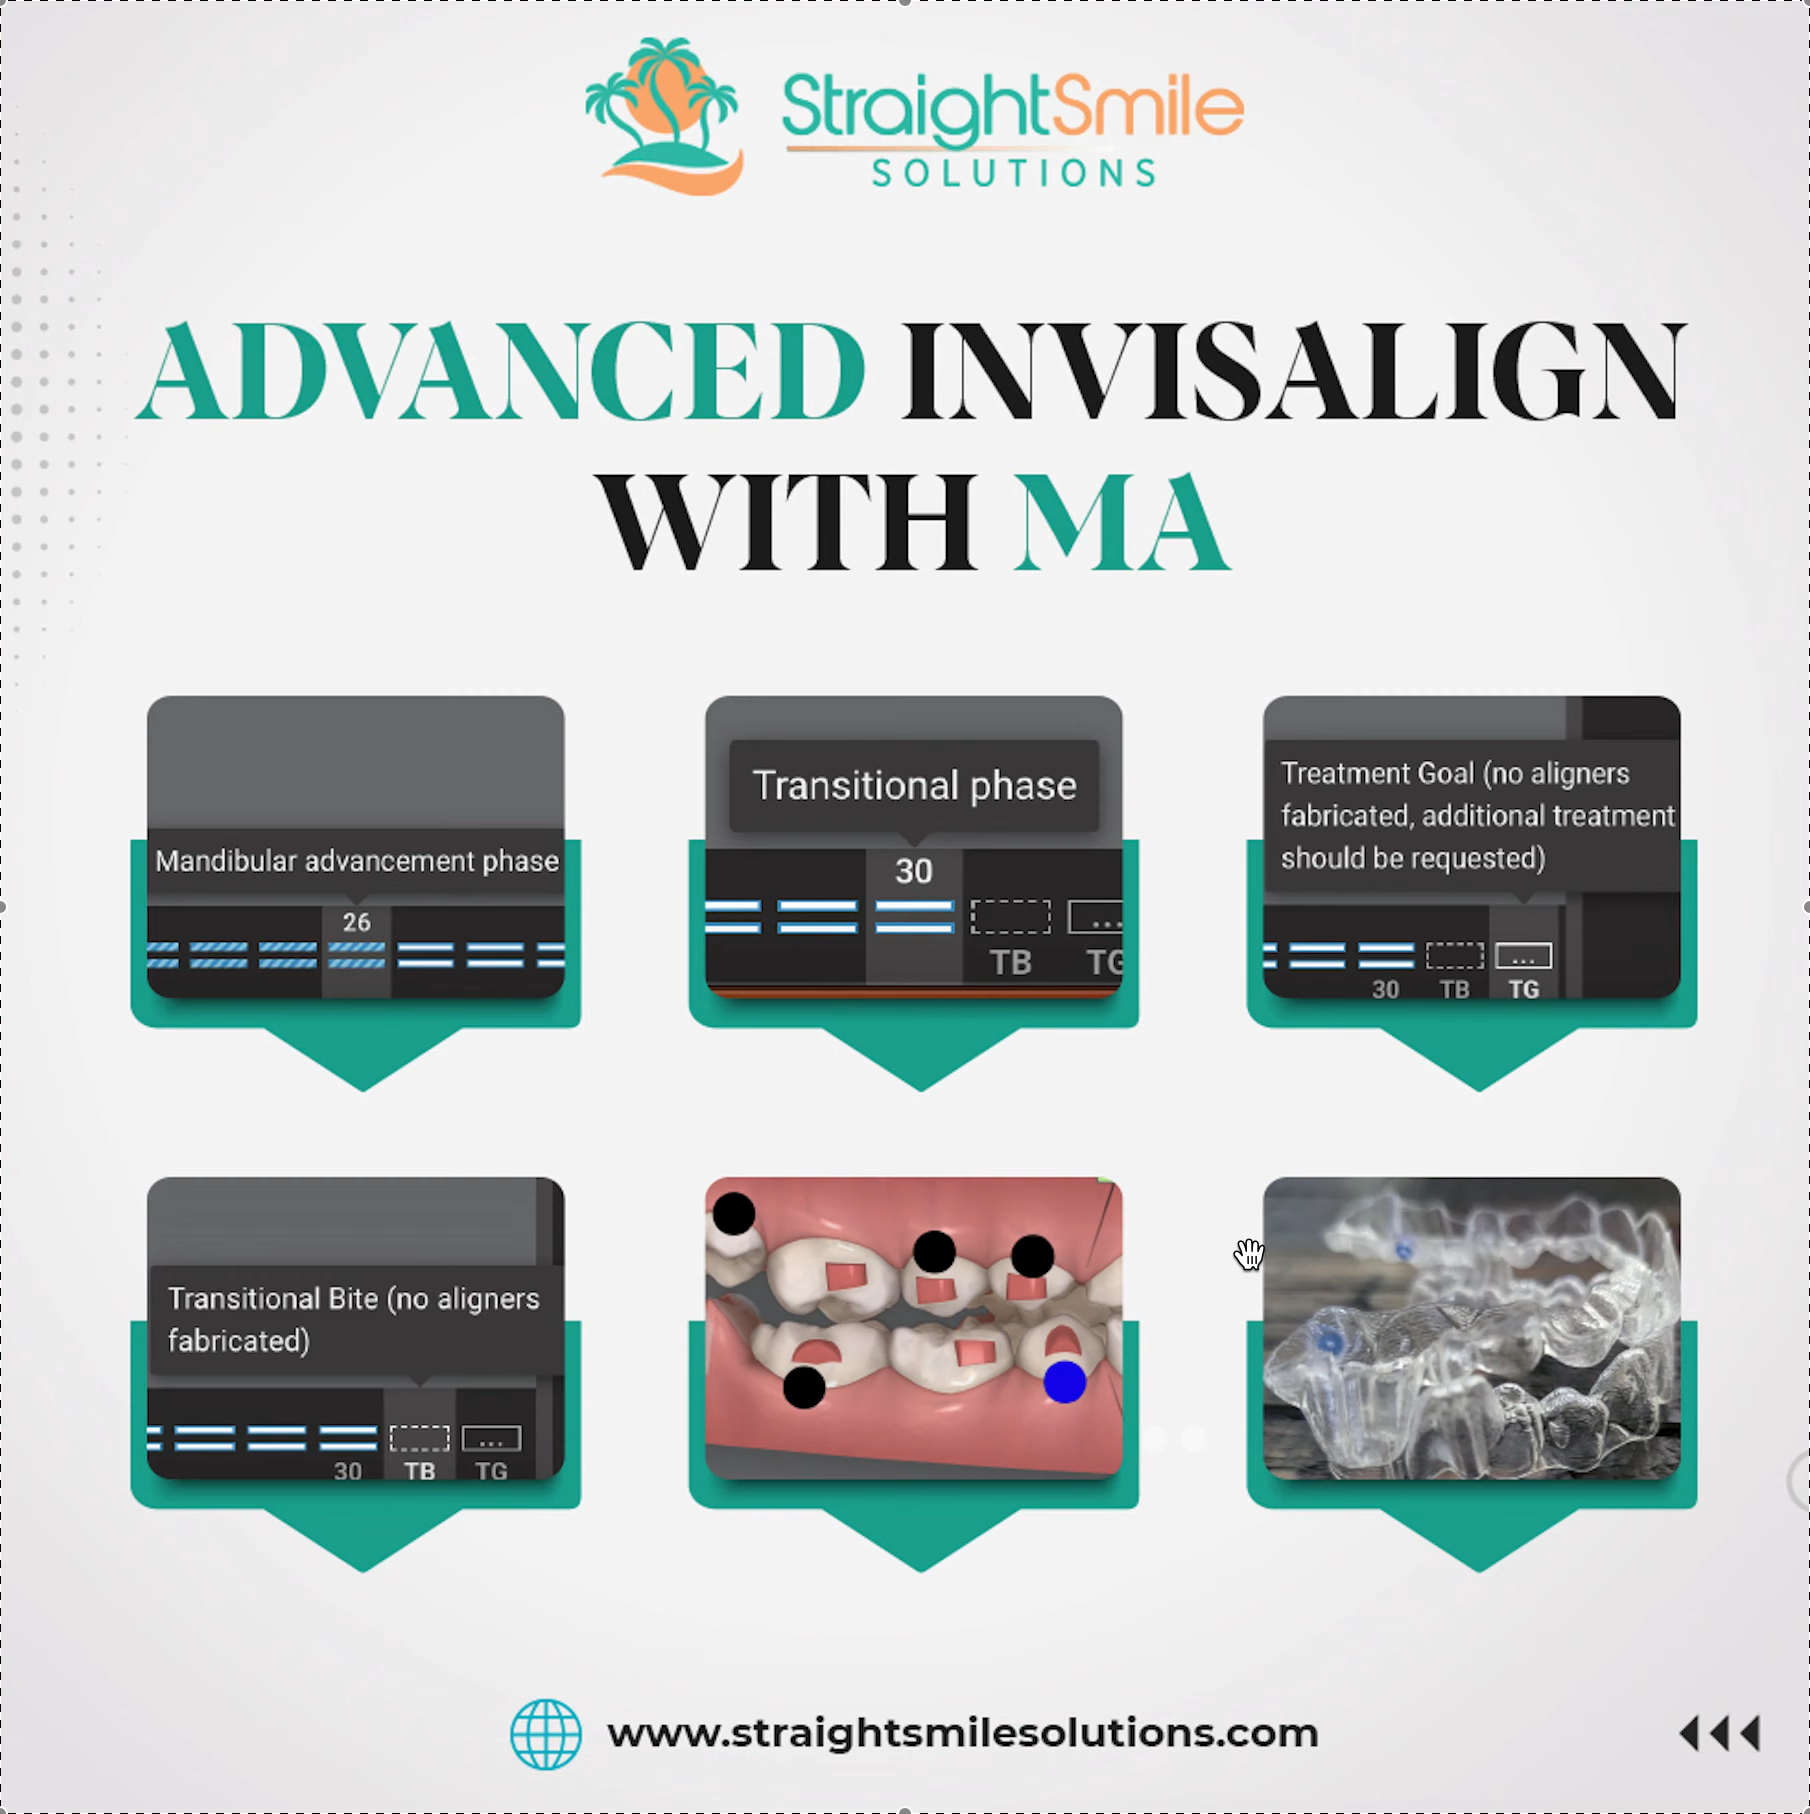 StraightSmile
SOLUTIONS
ADVANCED INVISALIGN
WITH MA
Mandibular advancement phase
26
Transitional phase
30
TB
TG
Treatment Goal (no aligners
fabricated, additional treatment
should be requested)
...
30 TB TG
Transitional Bite (no aligners
fabricated)
...
30 TB TG
www.straightsmilesolutions.com